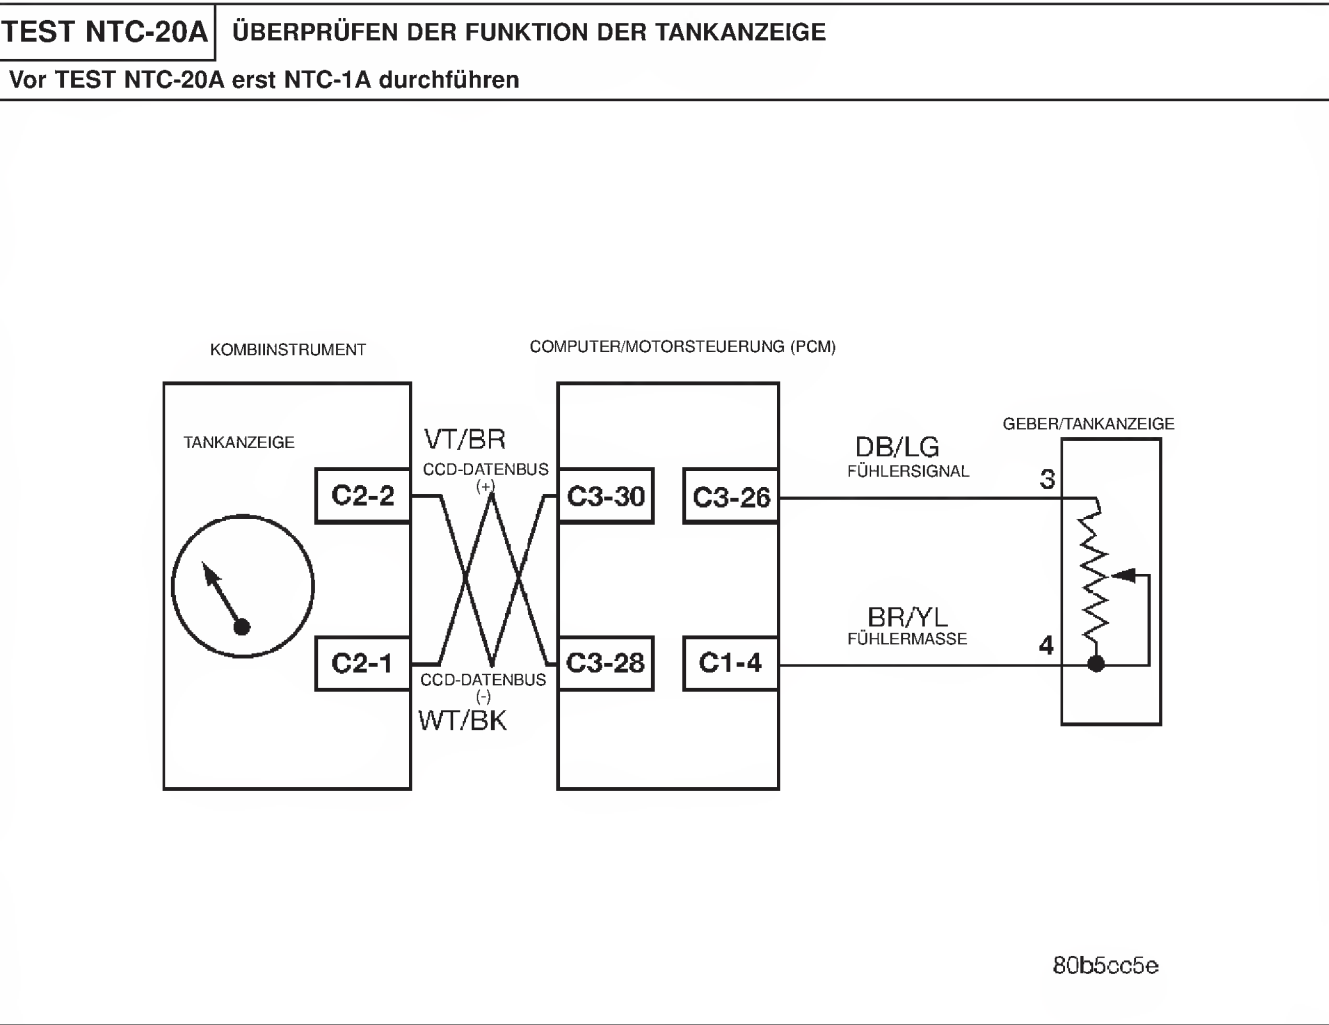 TEST NTC-20A
ÜBERPRÜFEN DER FUNKTION DER TANKANZEIGE
Vor TEST NTC-20A erst NTC-1A durchführen
KOMBIINSTRUMENT
COMPUTER/MOTORSTEUERUNG (PCM)
GEBER/TANKANZEIGE
TANKANZEIGE
VT/BR
CCD-DATENBUS
(+)
DB/LG
FÜHLERSIGNAL
3
C2-2
C3-30
C3-26
BR/YL
FÜHLERMASSE
4
C2-1
C3-28
C1-4
CCD-DATENBUS
(-)
WT/BK
80b5cc5e